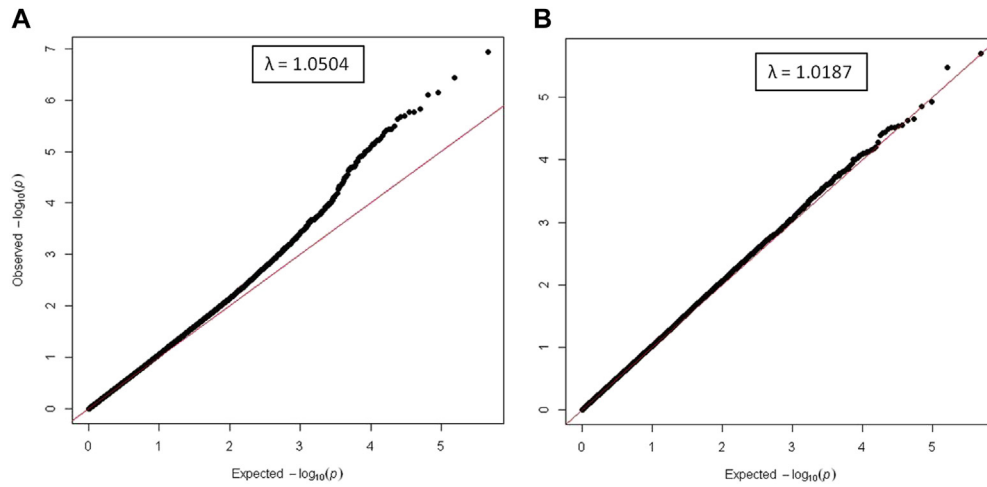 A
λ = 1.0504
7
6
5
4
3
2
1
0
Observed −log10(p)
0 1 2 3 4 5
Expected −log10(p)
B
λ = 1.0187
5
4
3
2
1
0
0 1 2 3 4 5
Expected −log10(p)